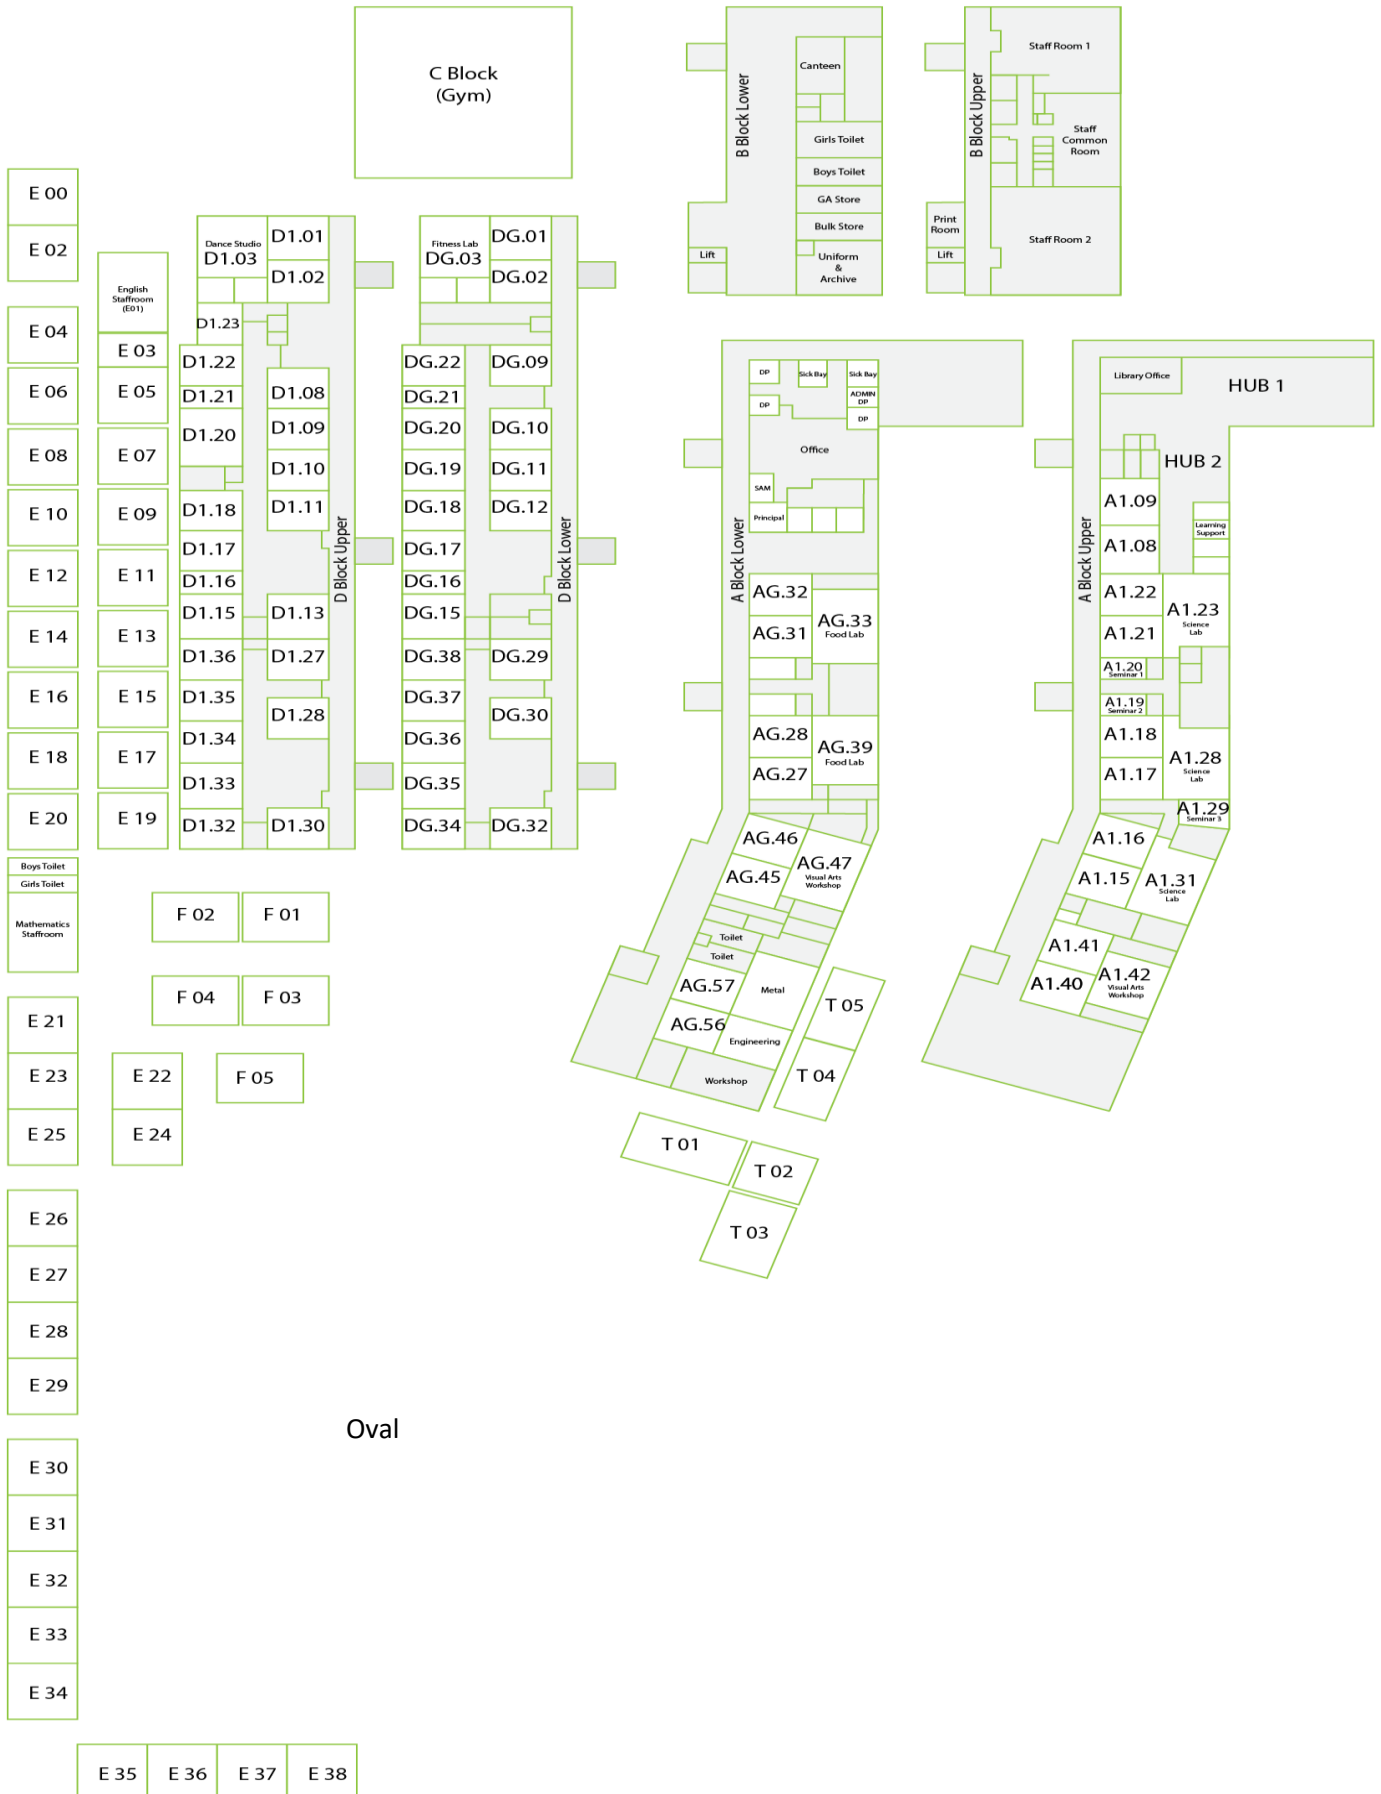 C Block
(Gym)
B Block Lower
Canteen
Girls Toilet
Boys Toilet
GA Store
Bulk Store
Uniform
&
Archive
Lift
B Block Upper
Staff Room 1
Staff
Common
Room
Staff Room 2
Print
Room
Lift
E 00
E 02
E 04
E 06
E 08
E 10
E 12
E 14
E 16
E 18
E 20
Boys Toilet
Girls Toilet
Mathematics
Staffroom
E 21
E 23
E 25
E 26
E 27
E 28
E 29
E 30
E 31
E 32
E 33
E 34
E 35
E 36
E 37
E 38
English
Staffroom
(E01)
E 03
E 05
E 07
E 09
E 11
E 13
E 15
E 17
E 19
E 22
E 24
F 02
F 01
F 04
F 03
F 05
Dance Studio
D1.03
D1.01
D1.02
D1.23
D1.22
D1.21
D1.20
D1.18
D1.17
D1.16
D1.15
D1.36
D1.35
D1.34
D1.33
D1.32
D1.08
D1.09
D1.10
D1.11
D1.13
D1.27
D1.28
D1.30
D Block Upper
Fitness Lab
DG.03
DG.01
DG.02
DG.22
DG.21
DG.20
DG.19
DG.18
DG.17
DG.16
DG.15
DG.38
DG.37
DG.36
DG.35
DG.34
DG.09
DG.10
DG.11
DG.12
DG.29
DG.30
DG.32
D Block Lower
A Block Lower
DP
Sick Bay
Sick Bay
ADMIN
DP
DP
DP
Office
SAM
Principal
AG.32
AG.31
AG.33
Food Lab
AG.28
AG.27
AG.39
Food Lab
AG.46
AG.45
AG.47
Visual Arts
Workshop
Toilet
Toilet
AG.57
AG.56
Metal
Engineering
Workshop
T 05
T 04
T 01
T 02
T 03
A Block Upper
Library Office
HUB 1
HUB 2
A1.09
A1.08
Learning
Support
A1.22
A1.21
A1.23
Science
Lab
A1.20
Seminar 1
A1.19
Seminar 2
A1.18
A1.17
A1.28
Science
Lab
A1.29
Seminar 3
A1.16
A1.15
A1.31
Science
Lab
A1.41
A1.40
A1.42
Visual Arts
Workshop
Oval